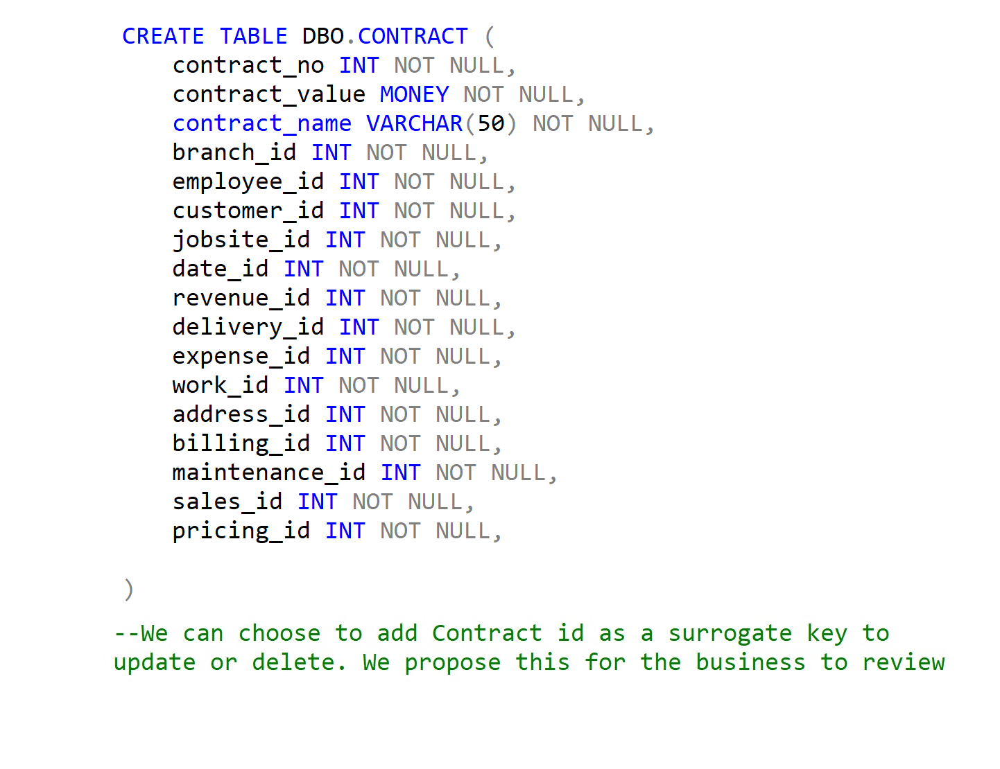 CREATE TABLE DBO.CONTRACT (
contract_no INT NOT NULL,
contract_value MONEY NOT NULL,
contract_name VARCHAR(50) NOT NULL,
branch_id INT NOT NULL,
employee_id INT NOT NULL,
customer_id INT NOT NULL,
jobsite_id INT NOT NULL,
date_id INT NOT NULL,
revenue_id INT NOT NULL,
delivery_id INT NOT NULL,
expense_id INT NOT NULL,
work_id INT NOT NULL,
address_id INT NOT NULL,
billing_id INT NOT NULL,
maintenance_id INT NOT NULL,
sales_id INT NOT NULL,
pricing_id INT NOT NULL,
)
--We can choose to add Contract id as a surrogate key to
update or delete. We propose this for the business to review